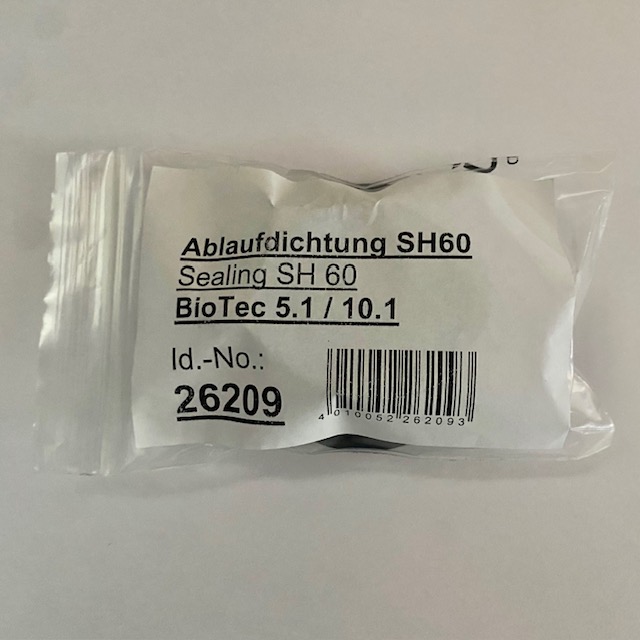 Ablaufdichtung SH60
Sealing SH 60
BioTec 5.1 / 10.1
Id.-No.:
26209
4 010052 262093